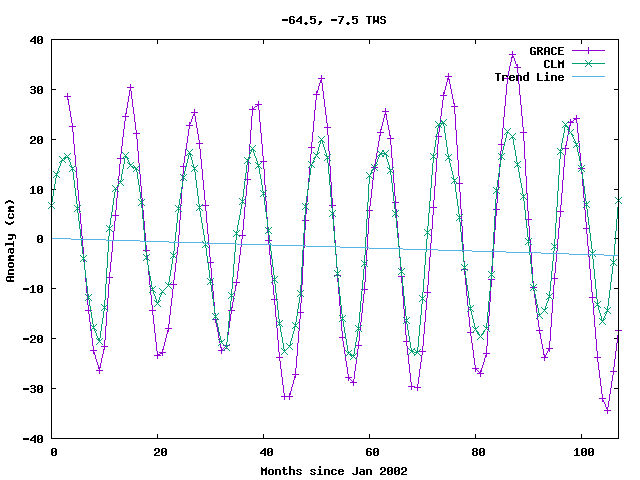 -64.5, -7.5 TWS
GRACE
CLM
Trend Line
40
30
20
10
0
-10
-20
-30
-40
Anomaly (cm)
0 20 40 60 80 100
Months since Jan 2002